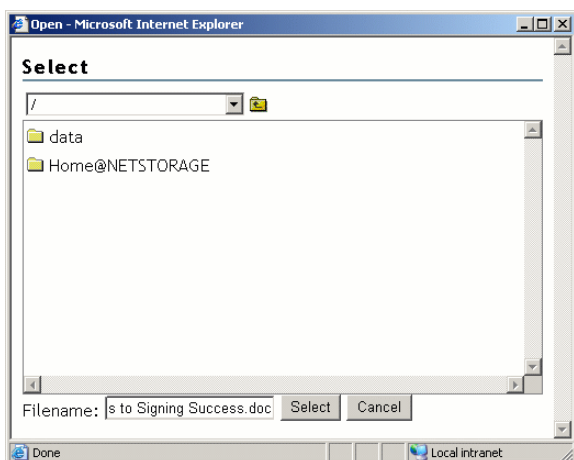 Open - Microsoft Internet Explorer
Select
/
data
Home@NETSTORAGE
Filename: s to Signing Success.doc Select Cancel
Done Local intranet